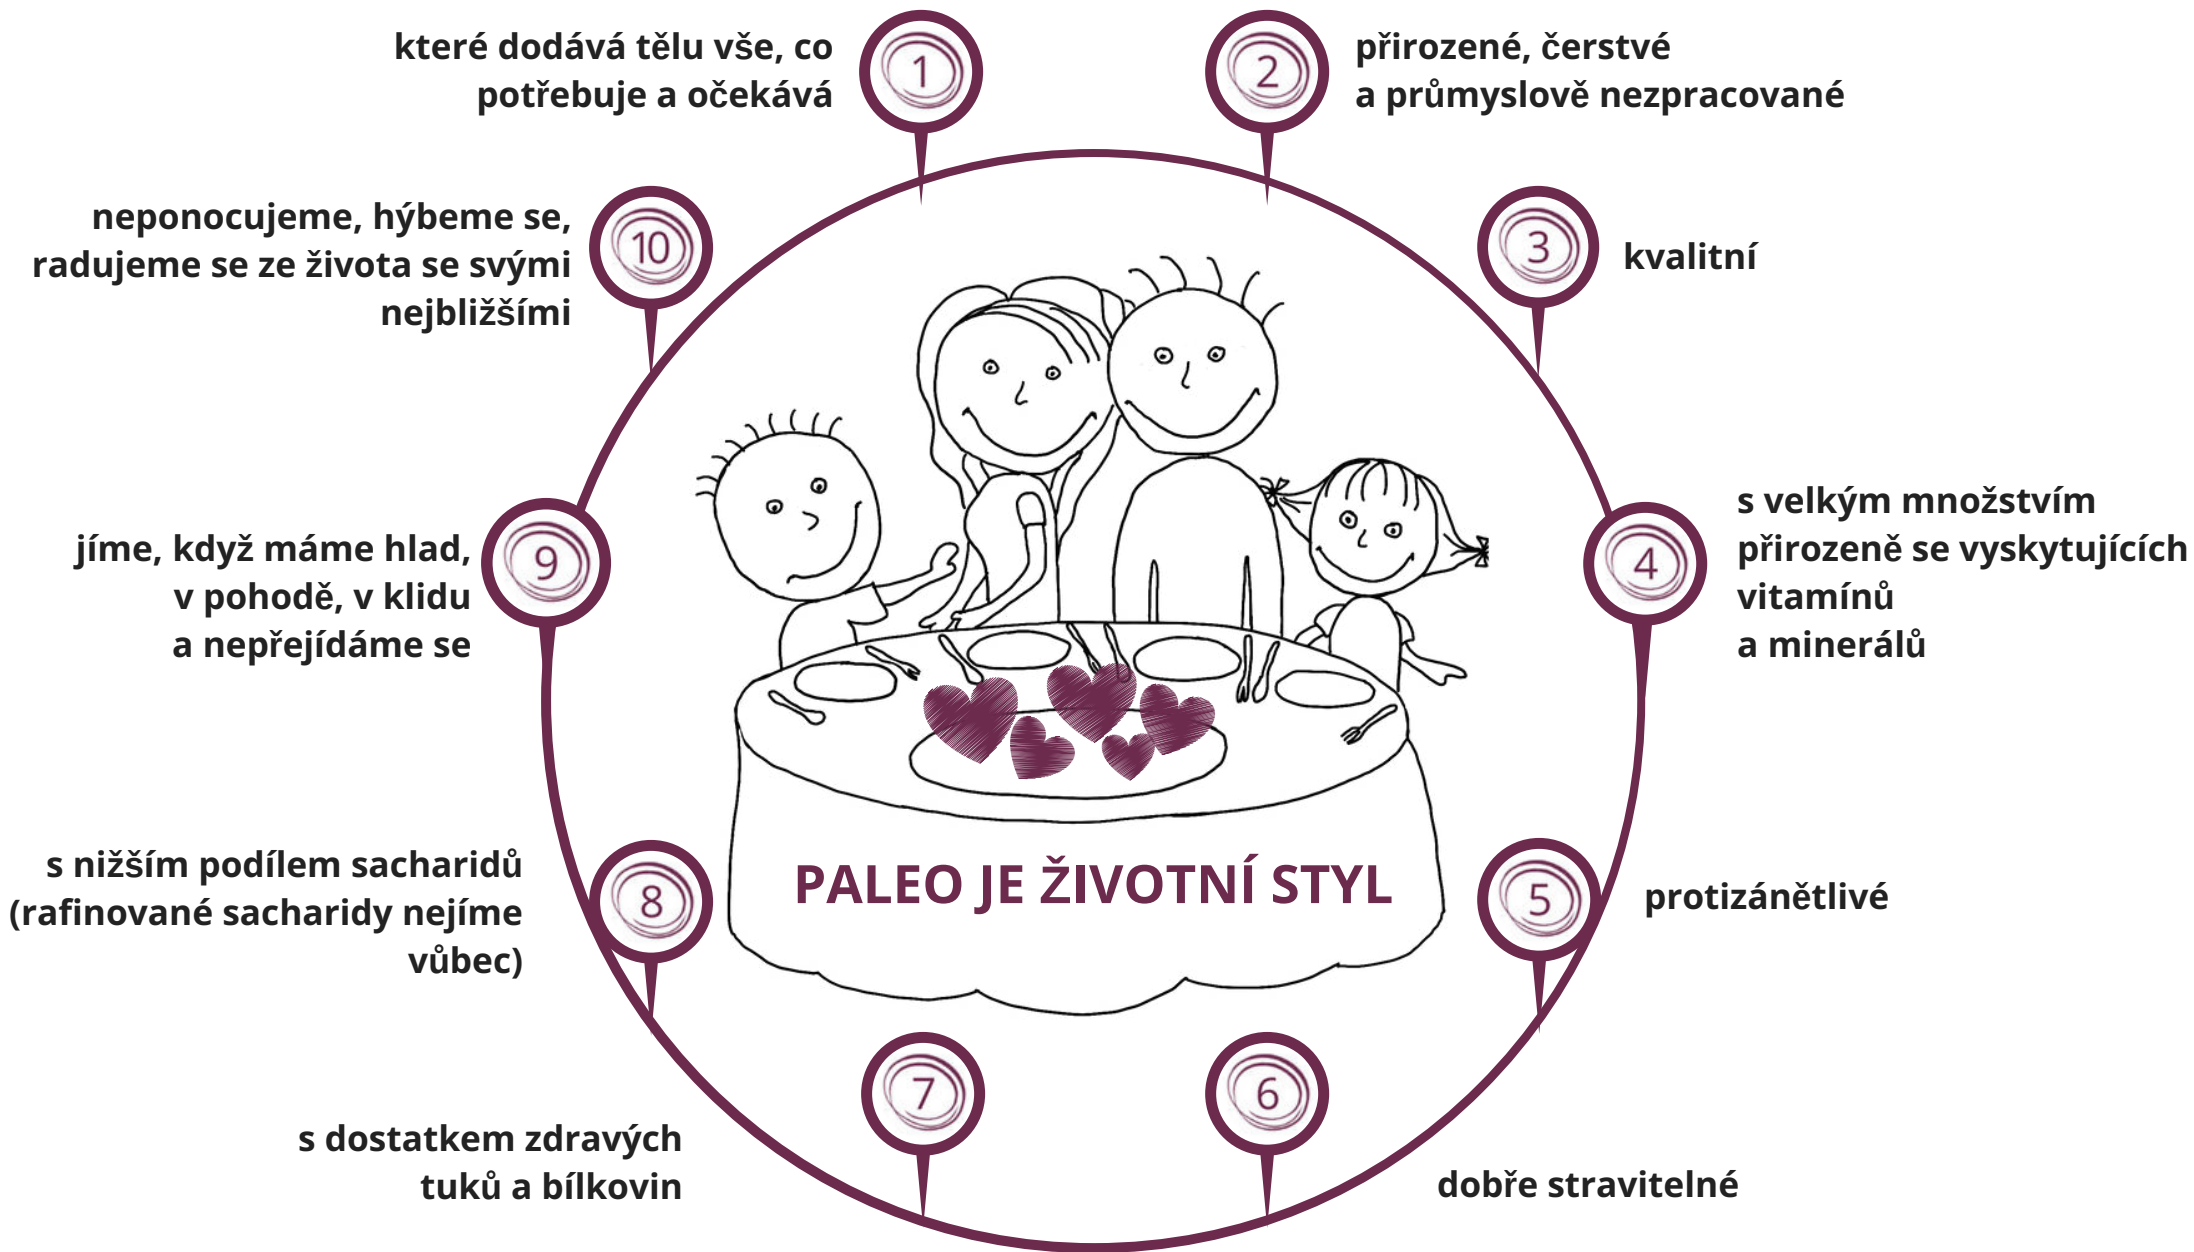 1
které dodává tělu vše, co
potřebuje a očekává
2
přirozené, čerstvé
a průmyslově nezpracované
3
kvalitní
4
s velkým množstvím
přirozeně se vyskytujících
vitamínů
a minerálů
5
protizánětlivé
6
dobře stravitelné
7
s dostatkem zdravých
tuků a bílkovin
8
s nižším podílem sacharidů
(rafinované sacharidy nejíme
vůbec)
9
jíme, když máme hlad,
v pohodě, v klidu
a nepřejídáme se
10
neponocujeme, hýbeme se,
radujeme se ze života se svými
nejbližšími
PALEO JE ŽIVOTNÍ STYL